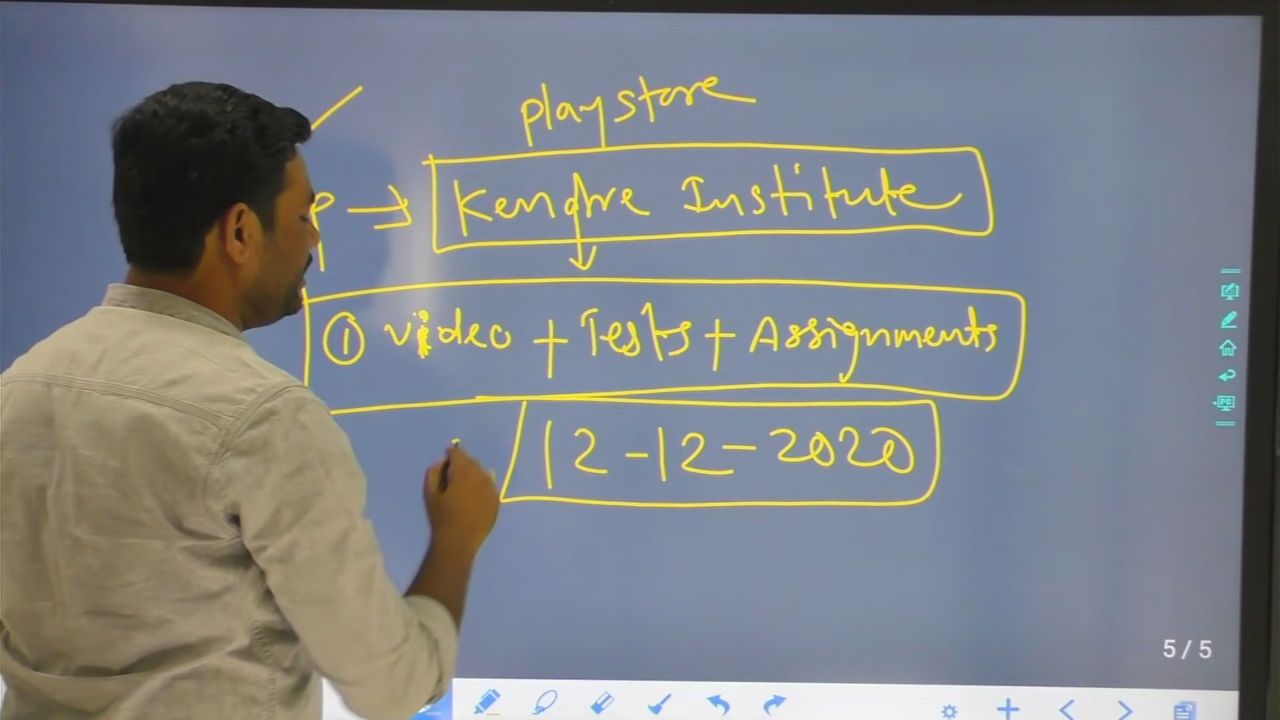 playstore
→ Kendre Institute
① video + Tests + Assignments
12-12-2020
5/5